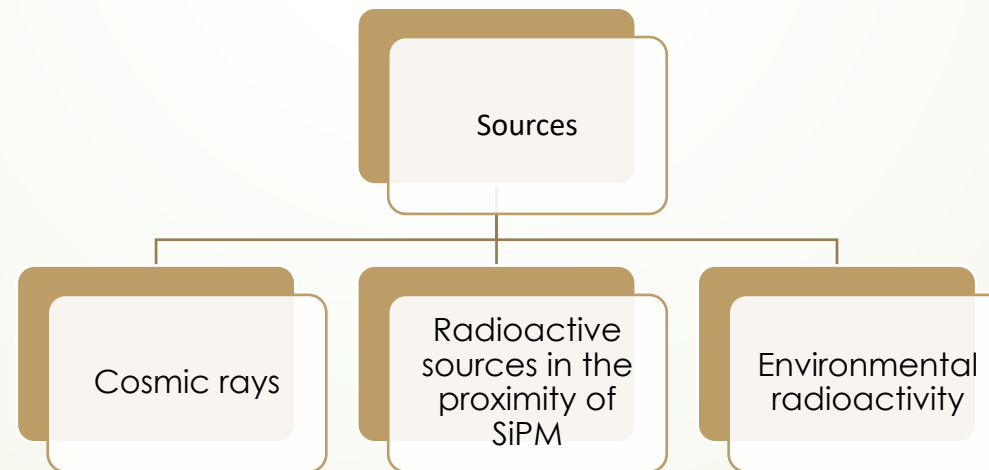 Sources
Cosmic rays
Radioactive
sources in the
proximity of
SiPM
Environmental
radioactivity